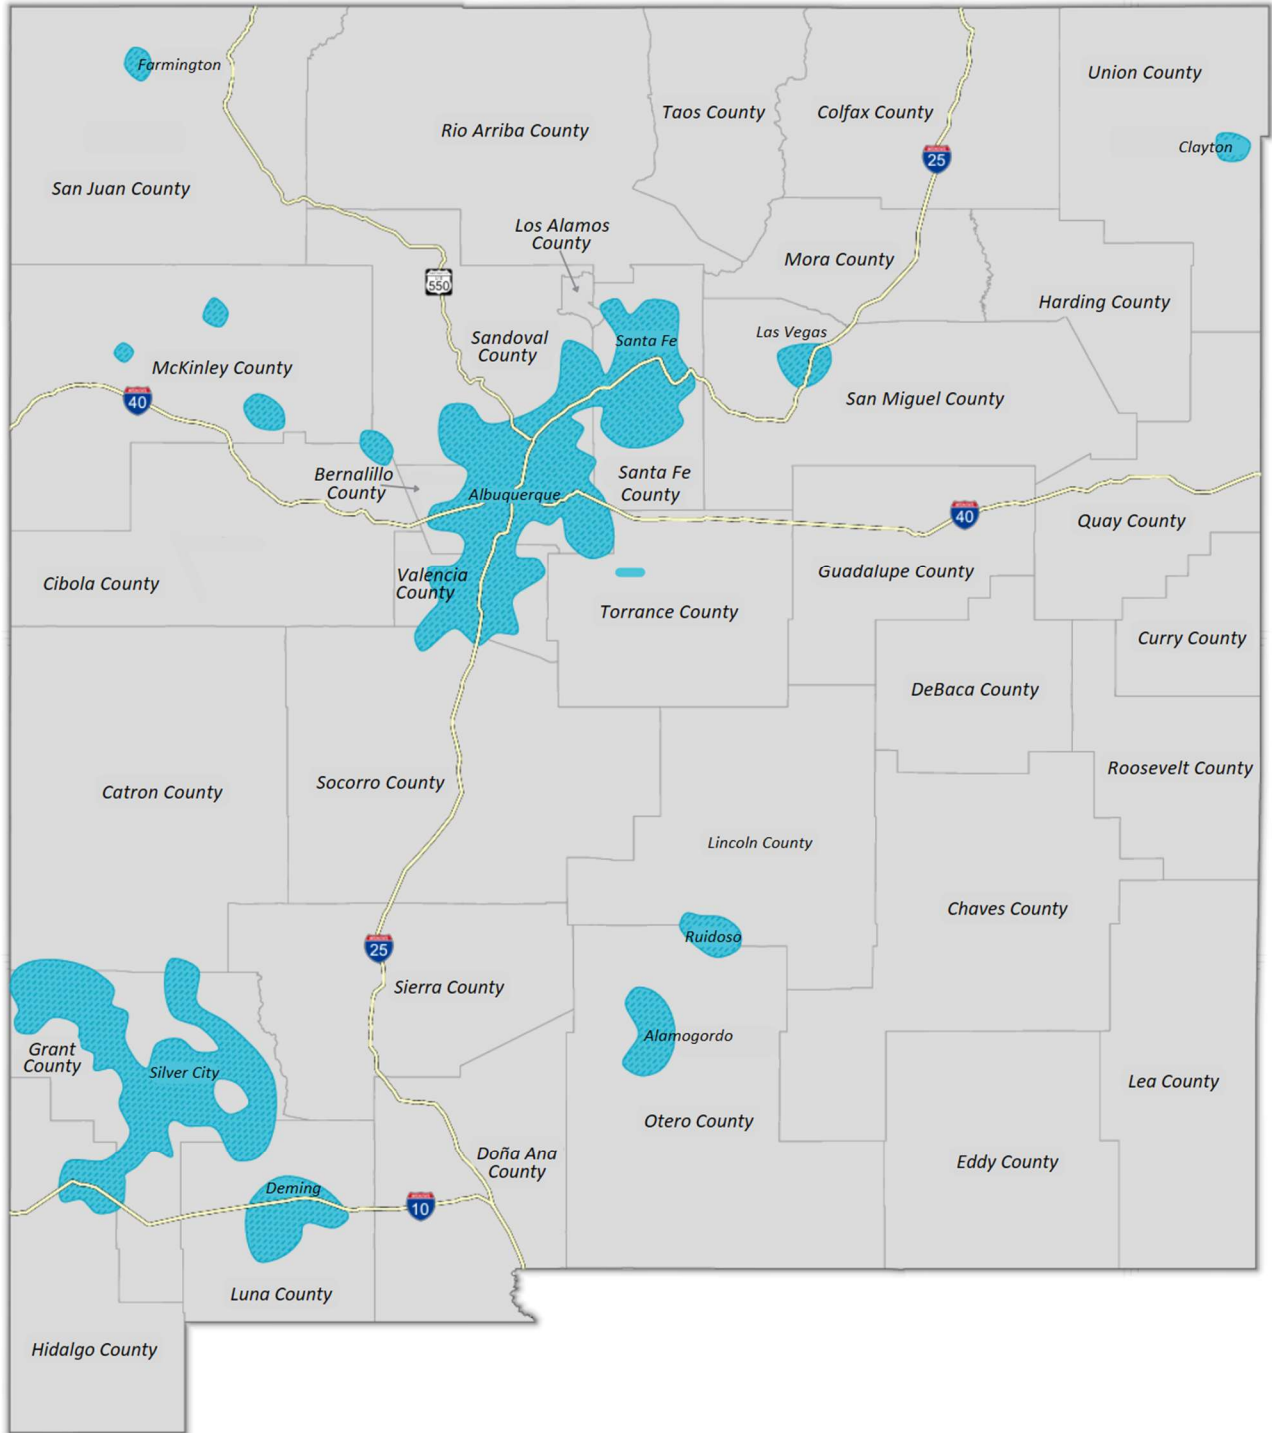 Farmington
Union County
Taos County
Colfax County
Rio Arriba County
Clayton
25
San Juan County
Los Alamos
County
Mora County
550
Harding County
Las Vegas
Sandoval
County
Santa Fe
McKinley County
40
San Miguel County
Bernalillo
County
Santa Fe
County
Albuquerque
40
Quay County
Cibola County
Valencia
County
Guadalupe County
Torrance County
Curry County
DeBaca County
Roosevelt County
Catron County
Socorro County
Lincoln County
Chaves County
Ruidoso
25
Sierra County
Grant
County
Alamogordo
Silver City
Lea County
Otero County
Doña Ana
County
Eddy County
Deming
10
Luna County
Hidalgo County